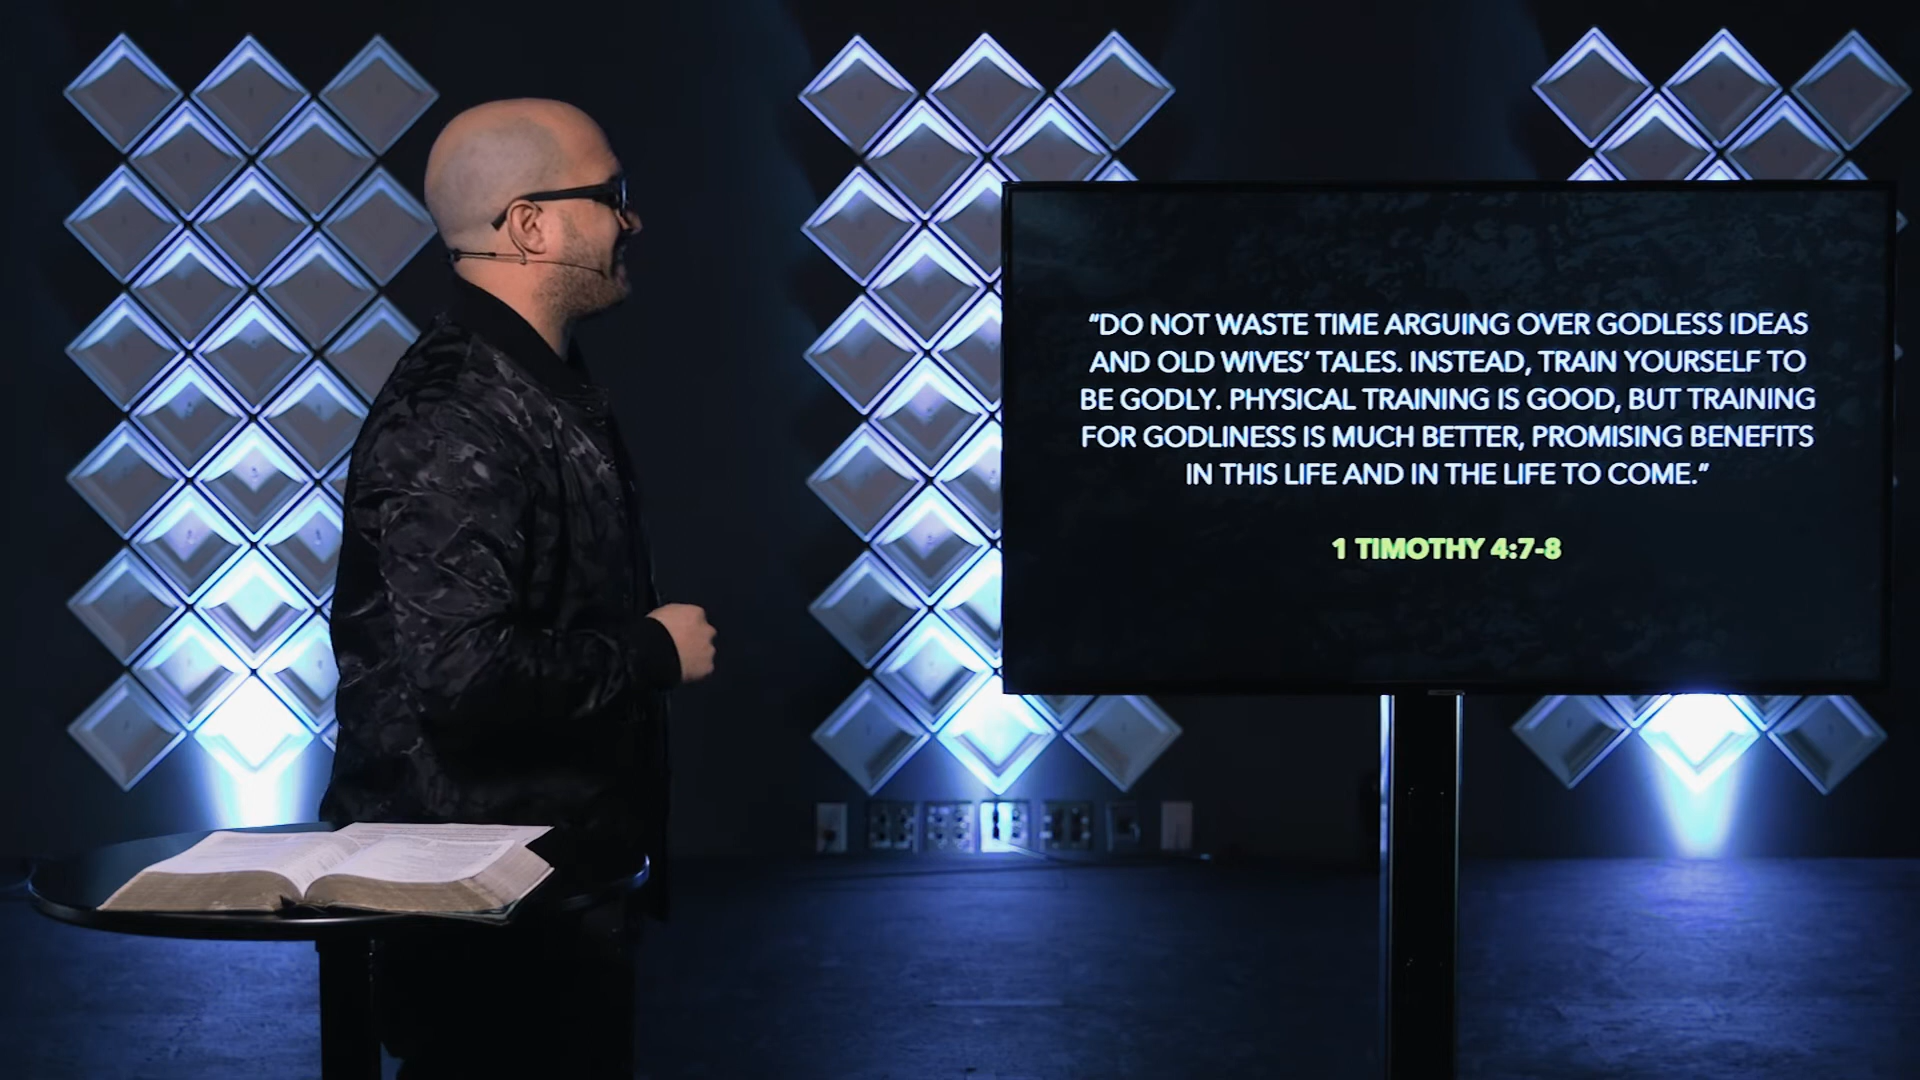 “DO NOT WASTE TIME ARGUING OVER GODLESS IDEAS
AND OLD WIVES’ TALES. INSTEAD, TRAIN YOURSELF TO
BE GODLY. PHYSICAL TRAINING IS GOOD, BUT TRAINING
FOR GODLINESS IS MUCH BETTER, PROMISING BENEFITS
IN THIS LIFE AND IN THE LIFE TO COME.”
1 TIMOTHY 4:7-8